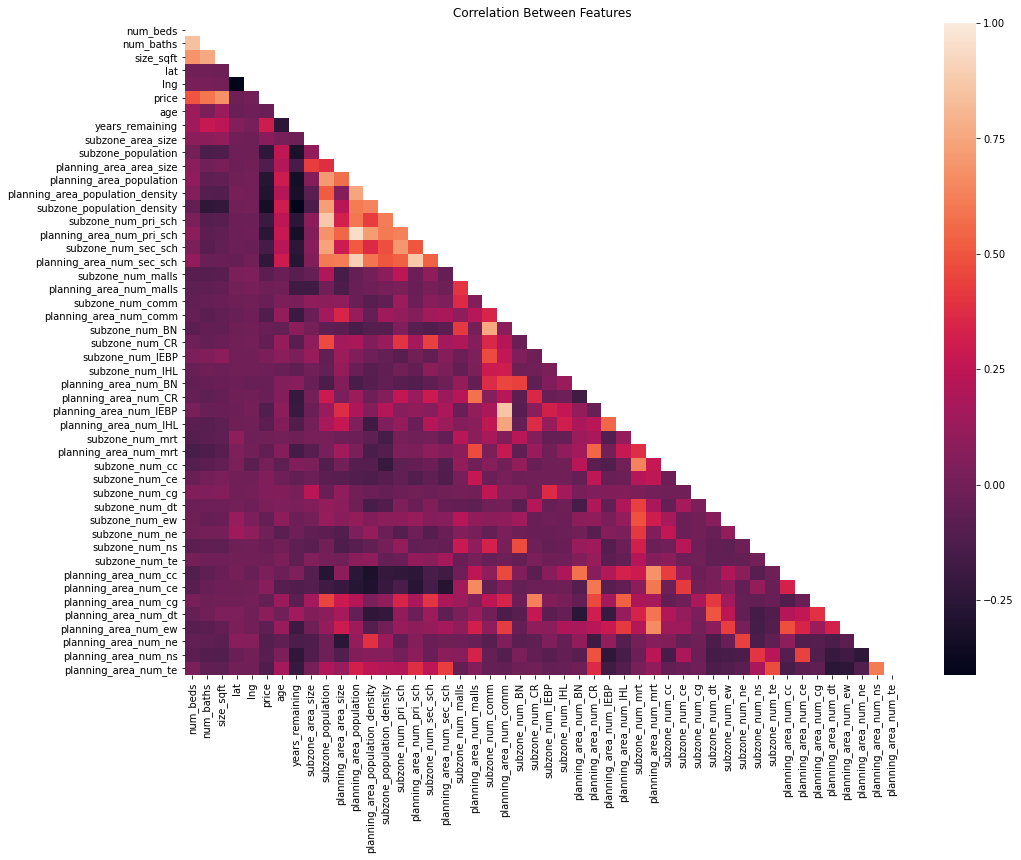 Correlation Between Features
num_beds
num_baths
size_sqft
lat
lng
price
age
years_remaining
subzone_area_size
subzone_population
planning_area_area_size
planning_area_population
planning_area_population_density
subzone_population_density
subzone_num_pri_sch
planning_area_num_pri_sch
subzone_num_sec_sch
planning_area_num_sec_sch
subzone_num_malls
planning_area_num_malls
subzone_num_comm
planning_area_num_comm
subzone_num_BN
subzone_num_CR
subzone_num_IEBP
subzone_num_IHL
planning_area_num_BN
planning_area_num_CR
planning_area_num_IEBP
planning_area_num_IHL
subzone_num_mrt
planning_area_num_mrt
subzone_num_cc
subzone_num_ce
subzone_num_cg
subzone_num_dt
subzone_num_ew
subzone_num_ne
subzone_num_ns
subzone_num_te
planning_area_num_cc
planning_area_num_ce
planning_area_num_cg
planning_area_num_dt
planning_area_num_ew
planning_area_num_ne
planning_area_num_ns
planning_area_num_te
num_beds
num_baths
size_sqft
lat
lng
price
age
years_remaining
subzone_area_size
subzone_population
planning_area_area_size
planning_area_population
planning_area_population_density
subzone_population_density
subzone_num_pri_sch
planning_area_num_pri_sch
subzone_num_sec_sch
planning_area_num_sec_sch
subzone_num_malls
planning_area_num_malls
subzone_num_comm
planning_area_num_comm
subzone_num_BN
subzone_num_CR
subzone_num_IEBP
subzone_num_IHL
planning_area_num_BN
planning_area_num_CR
planning_area_num_IEBP
planning_area_num_IHL
subzone_num_mrt
planning_area_num_mrt
subzone_num_cc
subzone_num_ce
subzone_num_cg
subzone_num_dt
subzone_num_ew
subzone_num_ne
subzone_num_ns
subzone_num_te
planning_area_num_cc
planning_area_num_ce
planning_area_num_cg
planning_area_num_dt
planning_area_num_ew
planning_area_num_ne
planning_area_num_ns
planning_area_num_te
1.00
0.75
0.50
0.25
0.00
−0.25